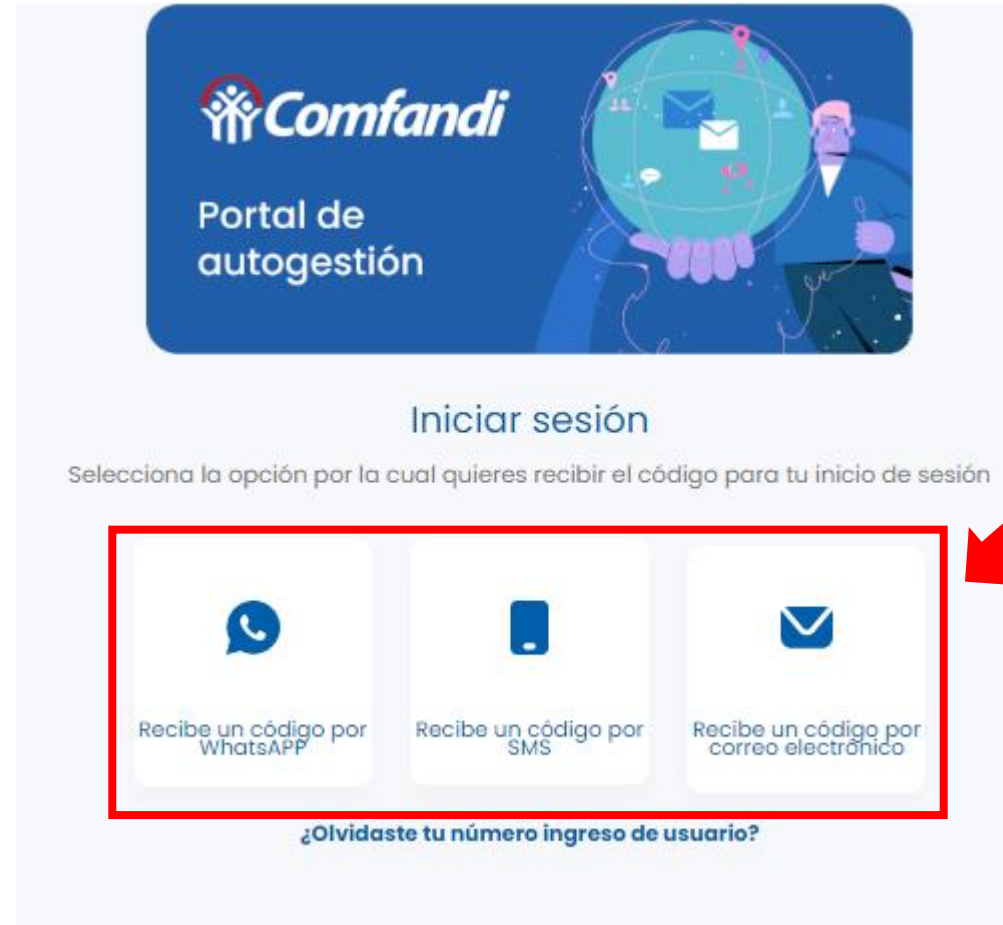 Comfandi
Portal de
autogestión
Iniciar sesión
Selecciona la opción por la cual quieres recibir el código para tu inicio de sesión
Recibe un código por
WhatsAPP
Recibe un código por
SMS
Recibe un código por
correo electrónico
¿Olvidaste tu número ingreso de usuario?